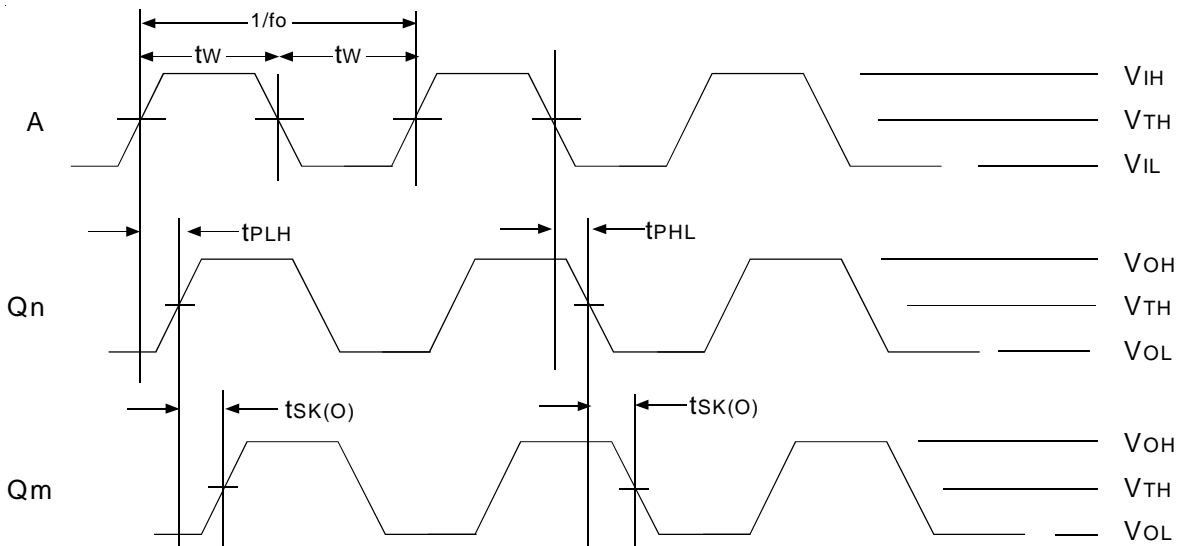 1/fo
tW tW
VIH
A VTH
VIL
tPLH tPHL
VOH
Qn VTH
VOL
tSK(O) tSK(O)
VOH
Qm VTH
VOL